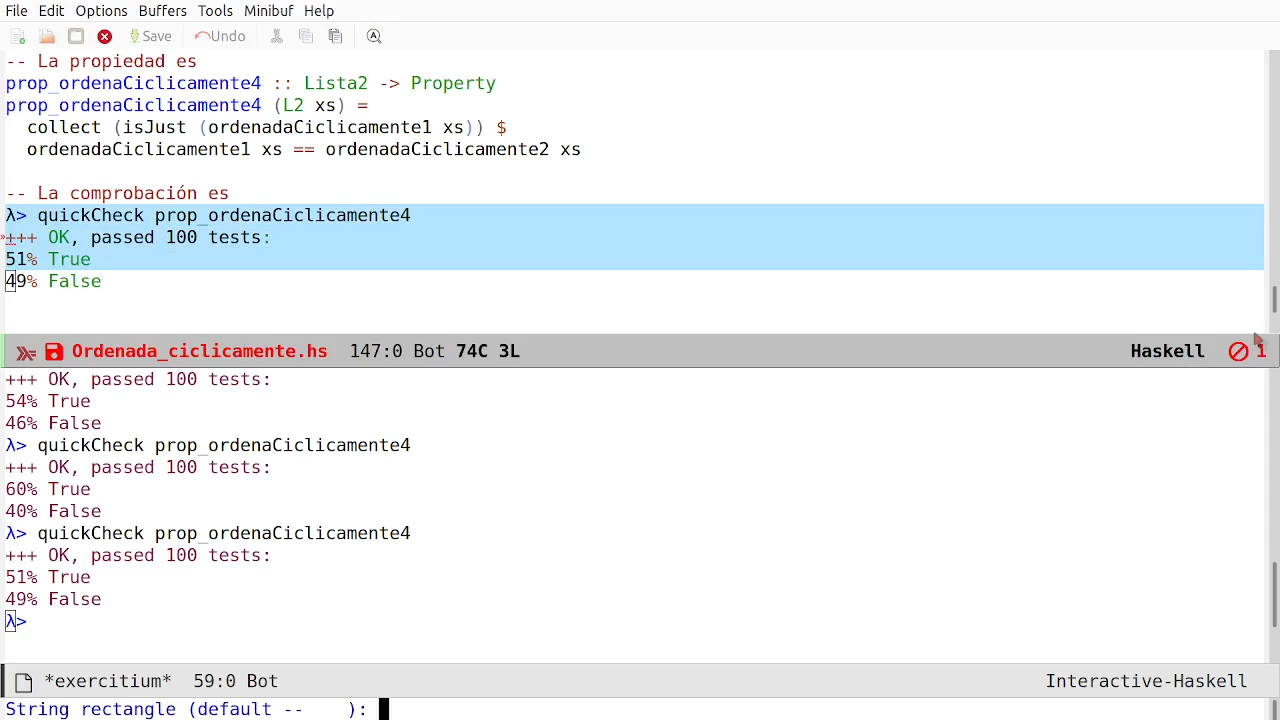 File Edit Options Buffers Tools Minibuf Help
Save Undo
-- La propiedad es
prop_ordenaCiclicamente4 :: Lista2 -> Property
prop_ordenaCiclicamente4 (L2 xs) =
  collect (isJust (ordenadaCiclicamente1 xs)) $
  ordenadaCiclicamente1 xs == ordenadaCiclicamente2 xs
-- La comprobación es
λ> quickCheck prop_ordenaCiclicamente4
+++ OK, passed 100 tests:
51% True
49% False
Ordenada_ciclicamente.hs 147:0 Bot 74C 3L Haskell 1
+++ OK, passed 100 tests:
54% True
46% False
λ> quickCheck prop_ordenaCiclicamente4
+++ OK, passed 100 tests:
60% True
40% False
λ> quickCheck prop_ordenaCiclicamente4
+++ OK, passed 100 tests:
51% True
49% False
λ>
*exercitium* 59:0 Bot Interactive-Haskell
String rectangle (default --    ):